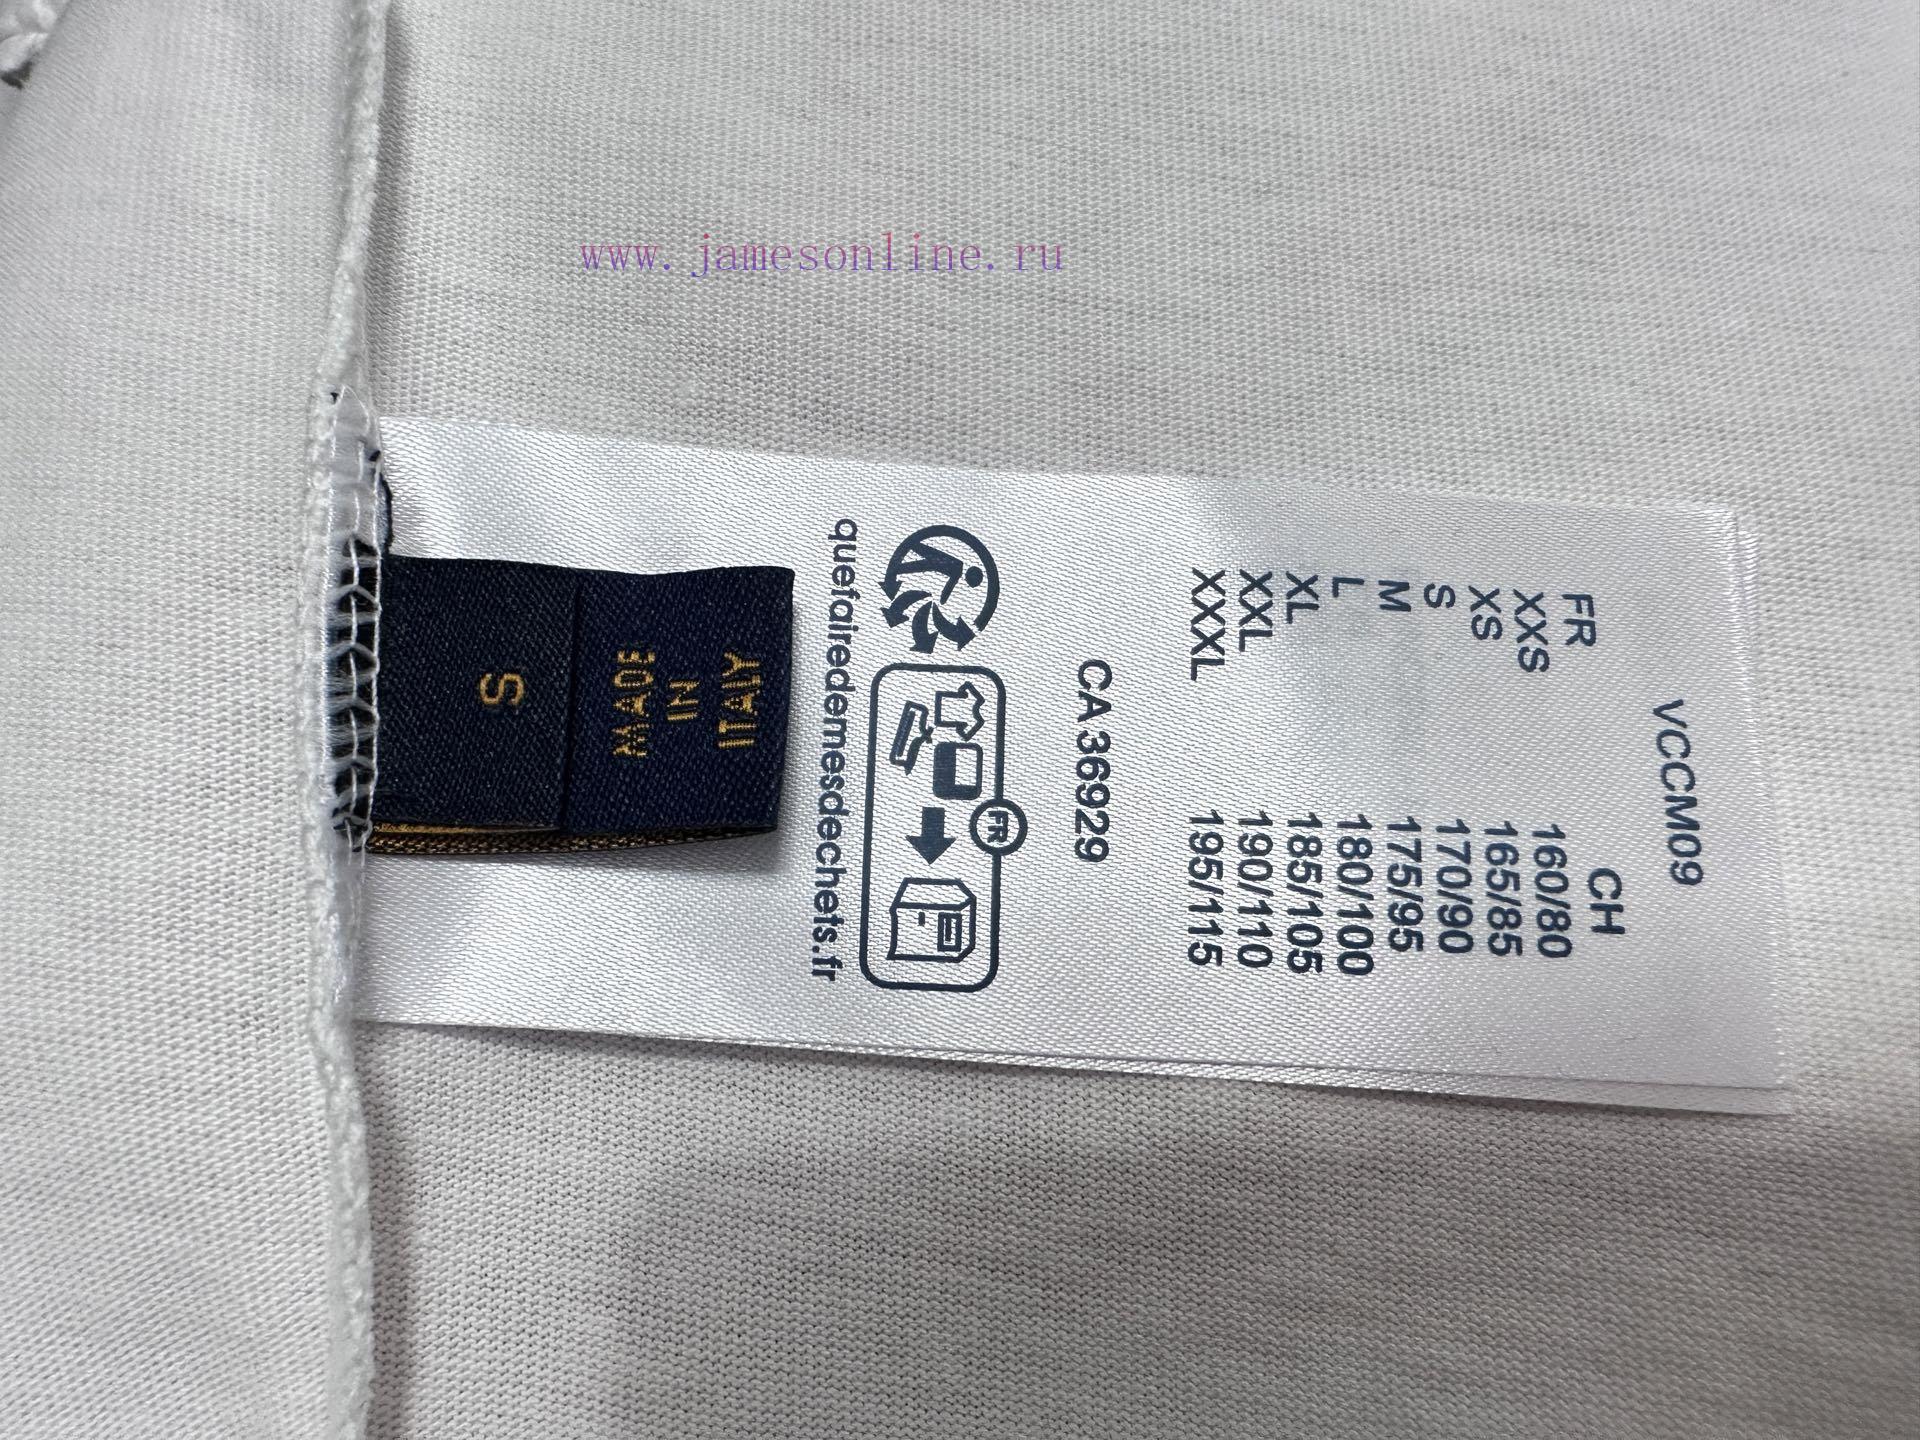 www.jamesonline.ru
S
MADE
IN
ITALY
VCCM09
FR CH
XXS 160/80
XS 165/85
S 170/90
M 175/95
L 180/100
XL 185/105
XXL 190/110
XXXL 195/115
CA 36929
FR
quefairedemesdechets.fr